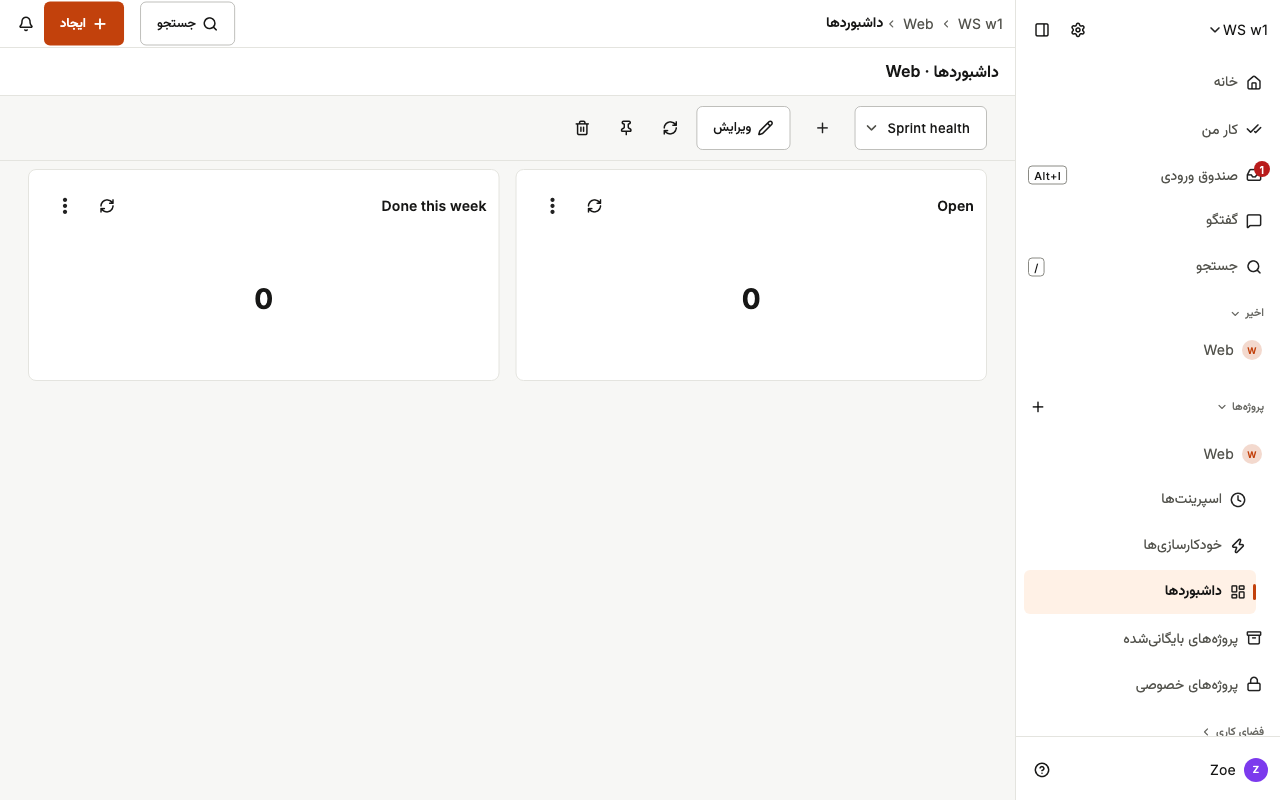 WS w1
خانه
کار من
صندوق ورودی
1
Alt+I
گفتگو
جستجو
/
اخیر
W Web
پروژه‌ها
W Web
اسپرینت‌ها
خودکارسازی‌ها
داشبوردها
پروژه‌های بایگانی‌شده
پروژه‌های خصوصی
فضای کاری
Z Zoe
WS w1 › Web › داشبوردها
جستجو
ایجاد
داشبوردها · Web
Sprint health
ویرایش
Open
0
Done this week
0